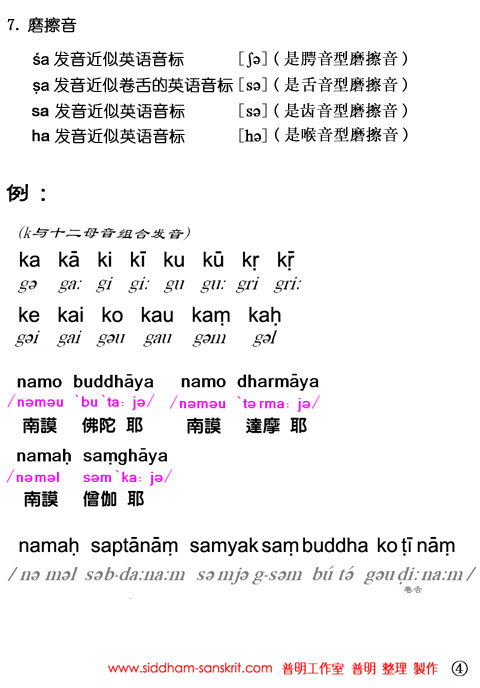 7. 磨擦音
śa 发音近似英语音标 [ʃə] (是腭音型磨擦音)
ṣa 发音近似卷舌的英语音标 [sə] (是舌音型磨擦音)
sa 发音近似英语音标 [sə] (是齿音型磨擦音)
ha 发音近似英语音标 [hə] (是喉音型磨擦音)
例：
(k与十二母音组合发音)
ka kā ki kī ku kū kṛ kṝ
gə ga: gi gi: gu gu: gri gri:
ke kai ko kau kaṃ kaḥ
gəi gai gəu gau gəm gəl
namo buddhāya namo dharmāya
/nəməu `bu`ta: jə/ /nəməu `tərma: jə/
南謨 佛陀 耶 南謨 達摩 耶
namaḥ saṃghāya
/nəməl səm`ka: jə/
南謨 僧伽 耶
namaḥ saptānāṃ samyak saṃ buddha ko ṭī nāṃ
/nə məl səb-da:na:m sə mjə g-səm bú tə́ gəu ḍi: na:m/
卷舌
www.siddham-sanskrit.com 普明工作室 普明 整理 製作 ④